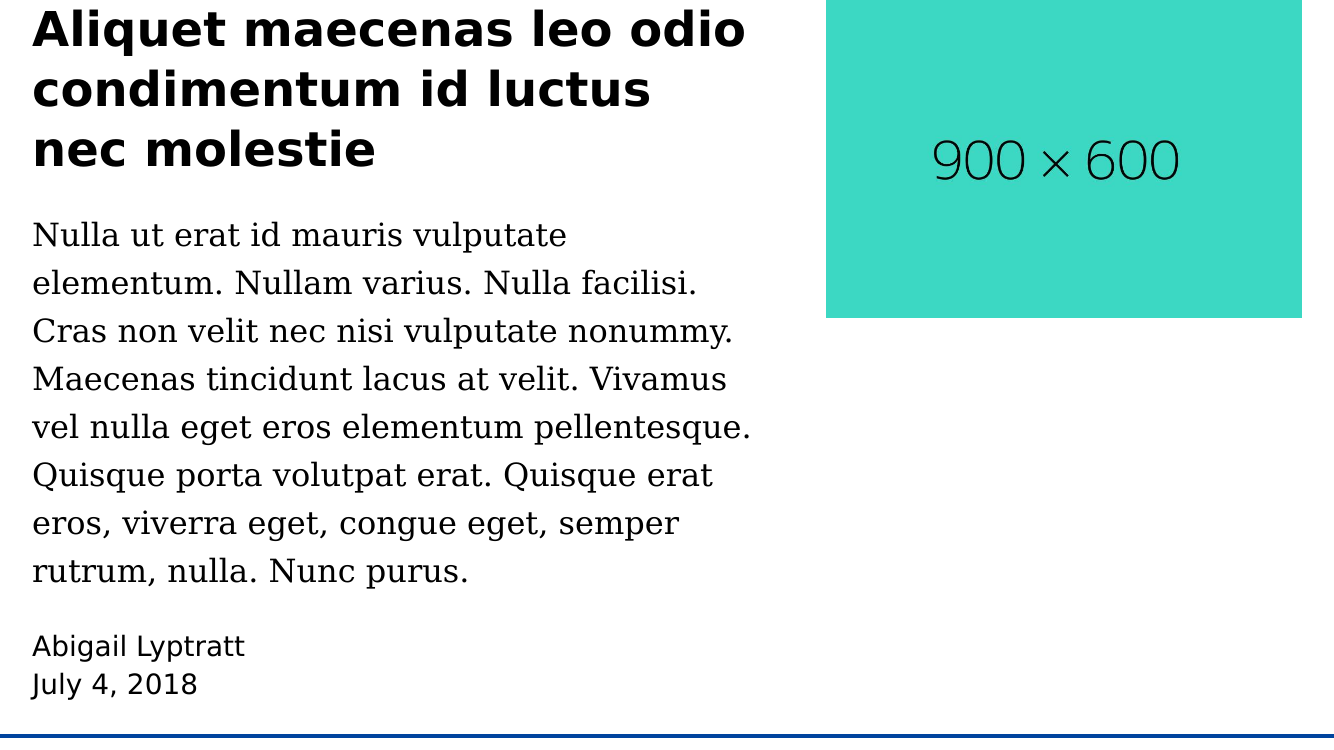 Aliquet maecenas leo odio
condimentum id luctus
nec molestie
Nulla ut erat id mauris vulputate
elementum. Nullam varius. Nulla facilisi.
Cras non velit nec nisi vulputate nonummy.
Maecenas tincidunt lacus at velit. Vivamus
vel nulla eget eros elementum pellentesque.
Quisque porta volutpat erat. Quisque erat
eros, viverra eget, congue eget, semper
rutrum, nulla. Nunc purus.
Abigail Lyptratt
July 4, 2018
900 × 600